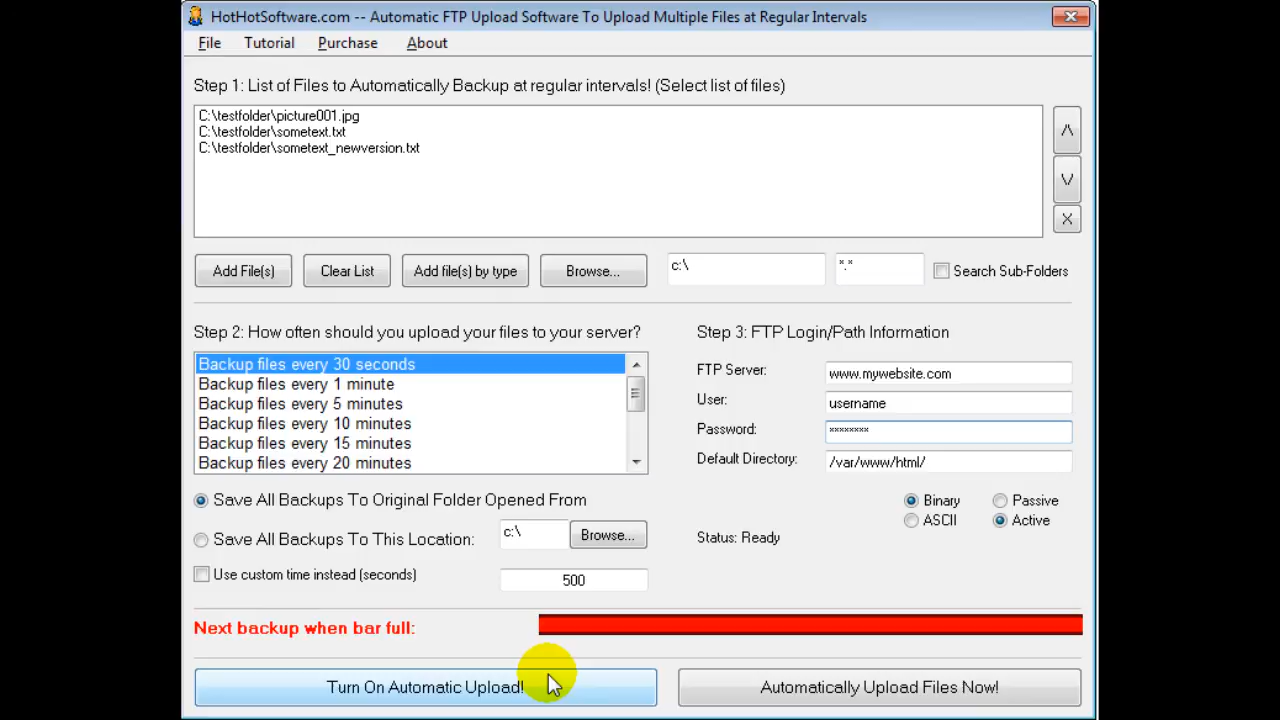 HotHotSoftware.com -- Automatic FTP Upload Software To Upload Multiple Files at Regular Intervals
File Tutorial Purchase About
Step 1: List of Files to Automatically Backup at regular intervals! (Select list of files)
C:\testfolder\picture001.jpg
C:\testfolder\sometext.txt
C:\testfolder\sometext_newversion.txt
/\
\/
X
Add File(s) Clear List Add file(s) by type Browse... c:\ *.* Search Sub-Folders
Step 2: How often should you upload your files to your server?
Backup files every 30 seconds
Backup files every 1 minute
Backup files every 5 minutes
Backup files every 10 minutes
Backup files every 15 minutes
Backup files every 20 minutes
Save All Backups To Original Folder Opened From
Save All Backups To This Location: c:\ Browse...
Use custom time instead (seconds) 500
Step 3: FTP Login/Path Information
FTP Server: www.mywebsite.com
User: username
Password: ********
Default Directory: /var/www/html/
Binary Passive
ASCII Active
Status: Ready
Next backup when bar full:
Turn On Automatic Upload! Automatically Upload Files Now!